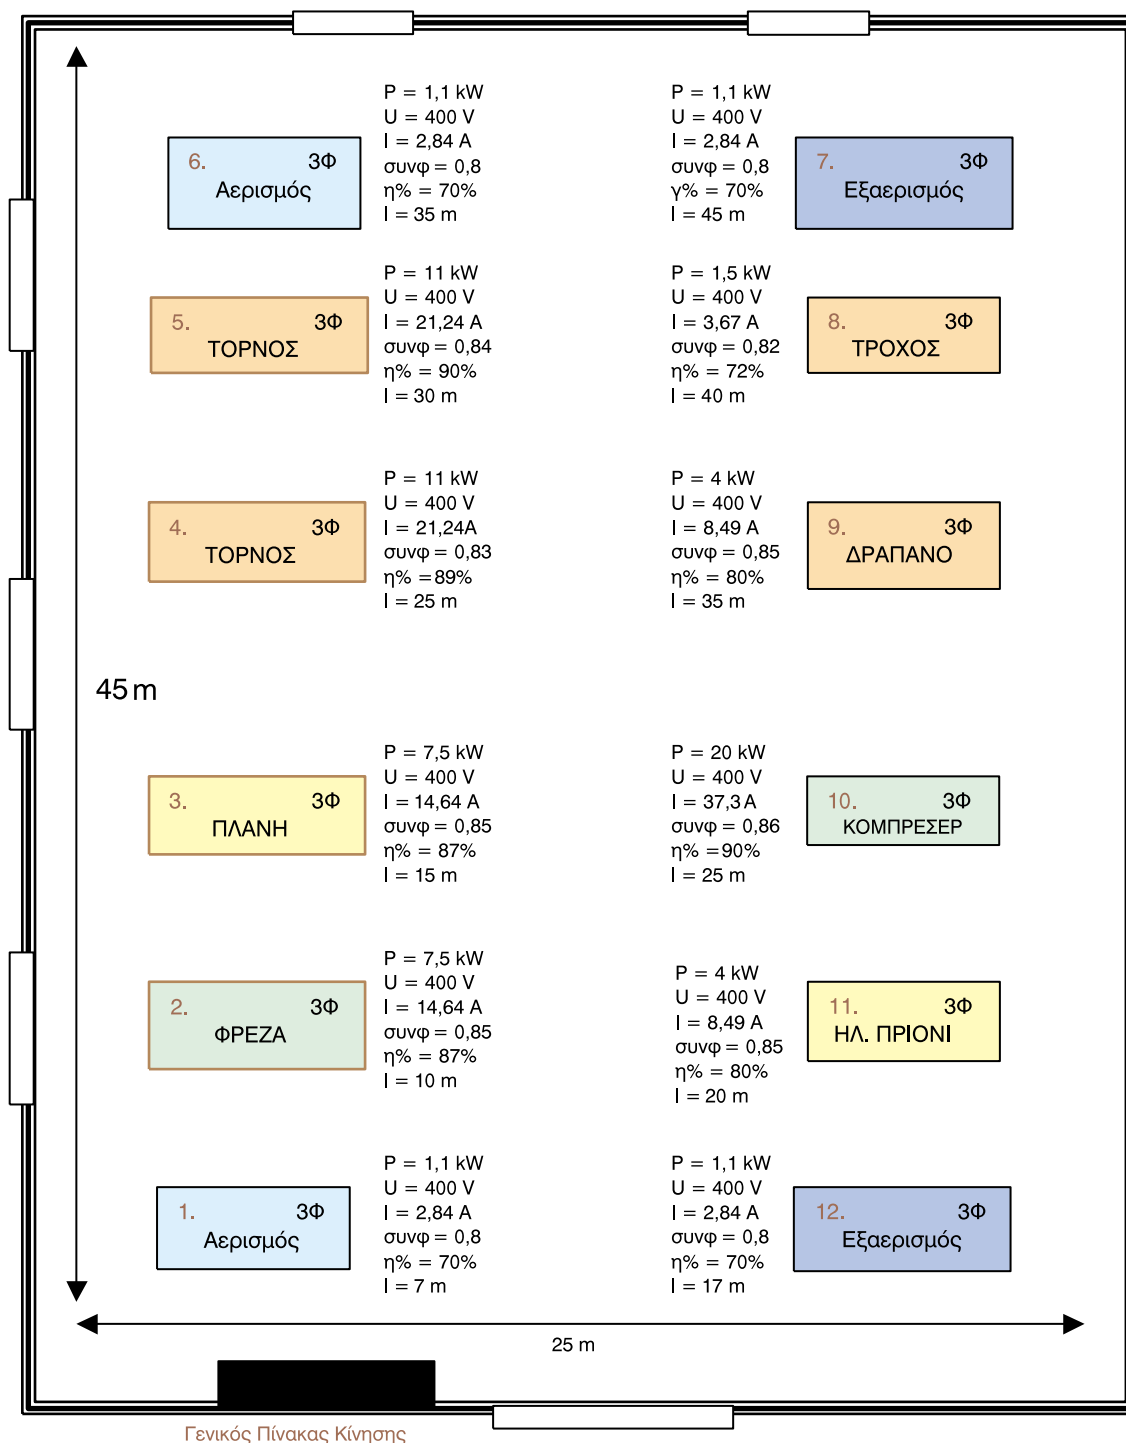 6. 3Φ
Αερισμός
P = 1,1 kW
U = 400 V
I = 2,84 A
συνφ = 0,8
η% = 70%
l = 35 m
P = 1,1 kW
U = 400 V
I = 2,84 A
συνφ = 0,8
γ% = 70%
l = 45 m
7. 3Φ
Εξαερισμός
5. 3Φ
ΤΟΡΝΟΣ
P = 11 kW
U = 400 V
I = 21,24 A
συνφ = 0,84
η% = 90%
l = 30 m
P = 1,5 kW
U = 400 V
I = 3,67 A
συνφ = 0,82
η% = 72%
l = 40 m
8. 3Φ
ΤΡΟΧΟΣ
4. 3Φ
ΤΟΡΝΟΣ
P = 11 kW
U = 400 V
I = 21,24A
συνφ = 0,83
η% =89%
l = 25 m
P = 4 kW
U = 400 V
I = 8,49 A
συνφ = 0,85
η% = 80%
l = 35 m
9. 3Φ
ΔΡΑΠΑΝΟ
45 m
3. 3Φ
ΠΛΑΝΗ
P = 7,5 kW
U = 400 V
I = 14,64 A
συνφ = 0,85
η% = 87%
l = 15 m
P = 20 kW
U = 400 V
I = 37,3 A
συνφ = 0,86
η% =90%
l = 25 m
10. 3Φ
ΚΟΜΠΡΕΣΕΡ
2. 3Φ
ΦΡΕΖΑ
P = 7,5 kW
U = 400 V
I = 14,64 A
συνφ = 0,85
η% = 87%
l = 10 m
P = 4 kW
U = 400 V
I = 8,49 A
συνφ = 0,85
η% = 80%
l = 20 m
11. 3Φ
ΗΛ. ΠΡΙΟΝΙ
1. 3Φ
Αερισμός
P = 1,1 kW
U = 400 V
I = 2,84 A
συνφ = 0,8
η% = 70%
l = 7 m
P = 1,1 kW
U = 400 V
I = 2,84 A
συνφ = 0,8
η% = 70%
l = 17 m
12. 3Φ
Εξαερισμός
25 m
Γενικός Πίνακας Κίνησης